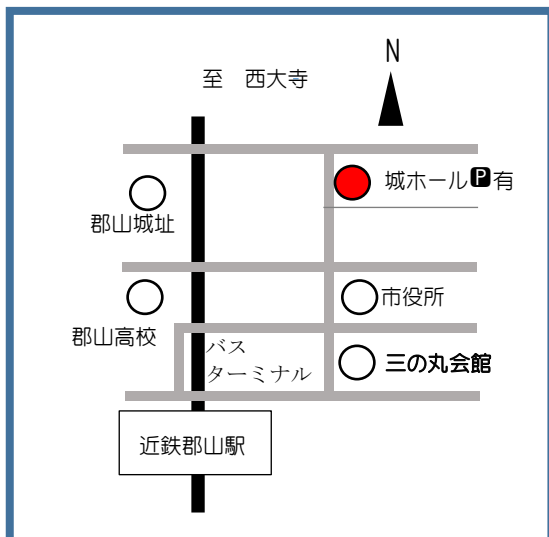 N
至　西大寺
城ホール🅿有
郡山城址
市役所
郡山高校
バス
ターミナル
三の丸会館
近鉄郡山駅